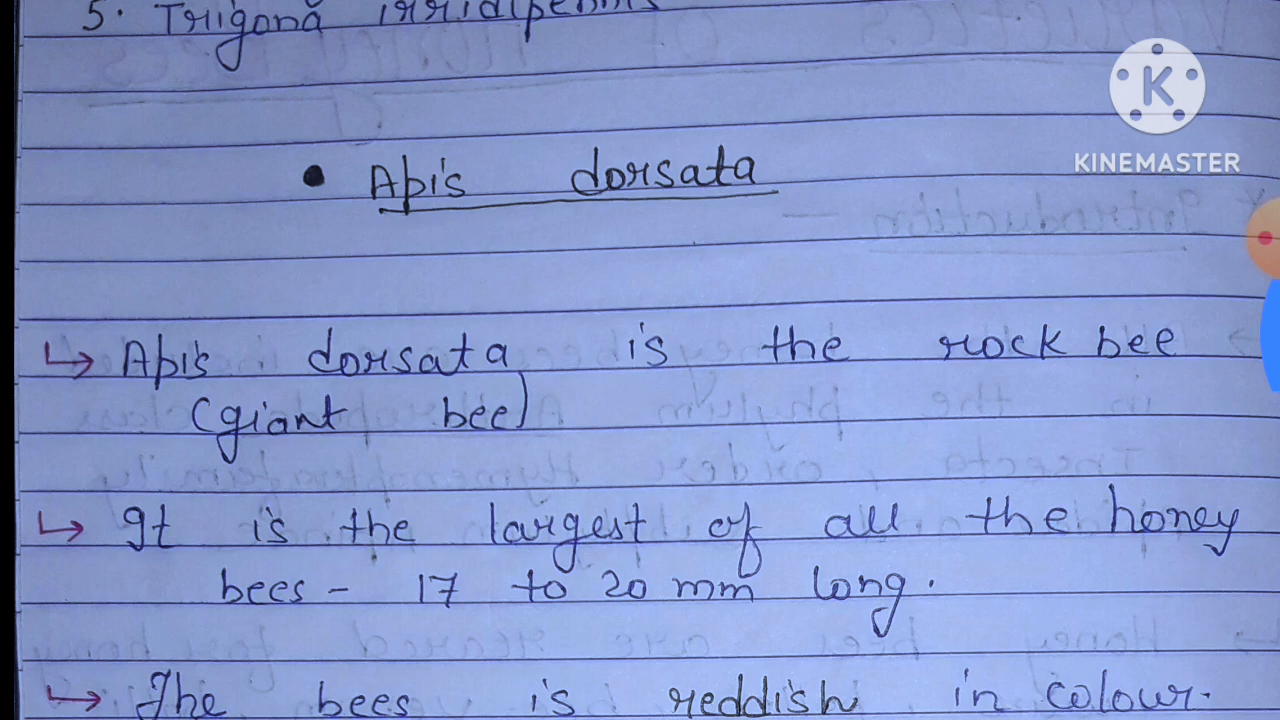 5. Trigona irridipennis
K
KINEMASTER
• Apis dorsata
↳ Apis dorsata is the rock bee
(giant bee)
↳ It is the largest of all the honey
bees - 17 to 20 mm long.
↳ The bees is reddish in colour.